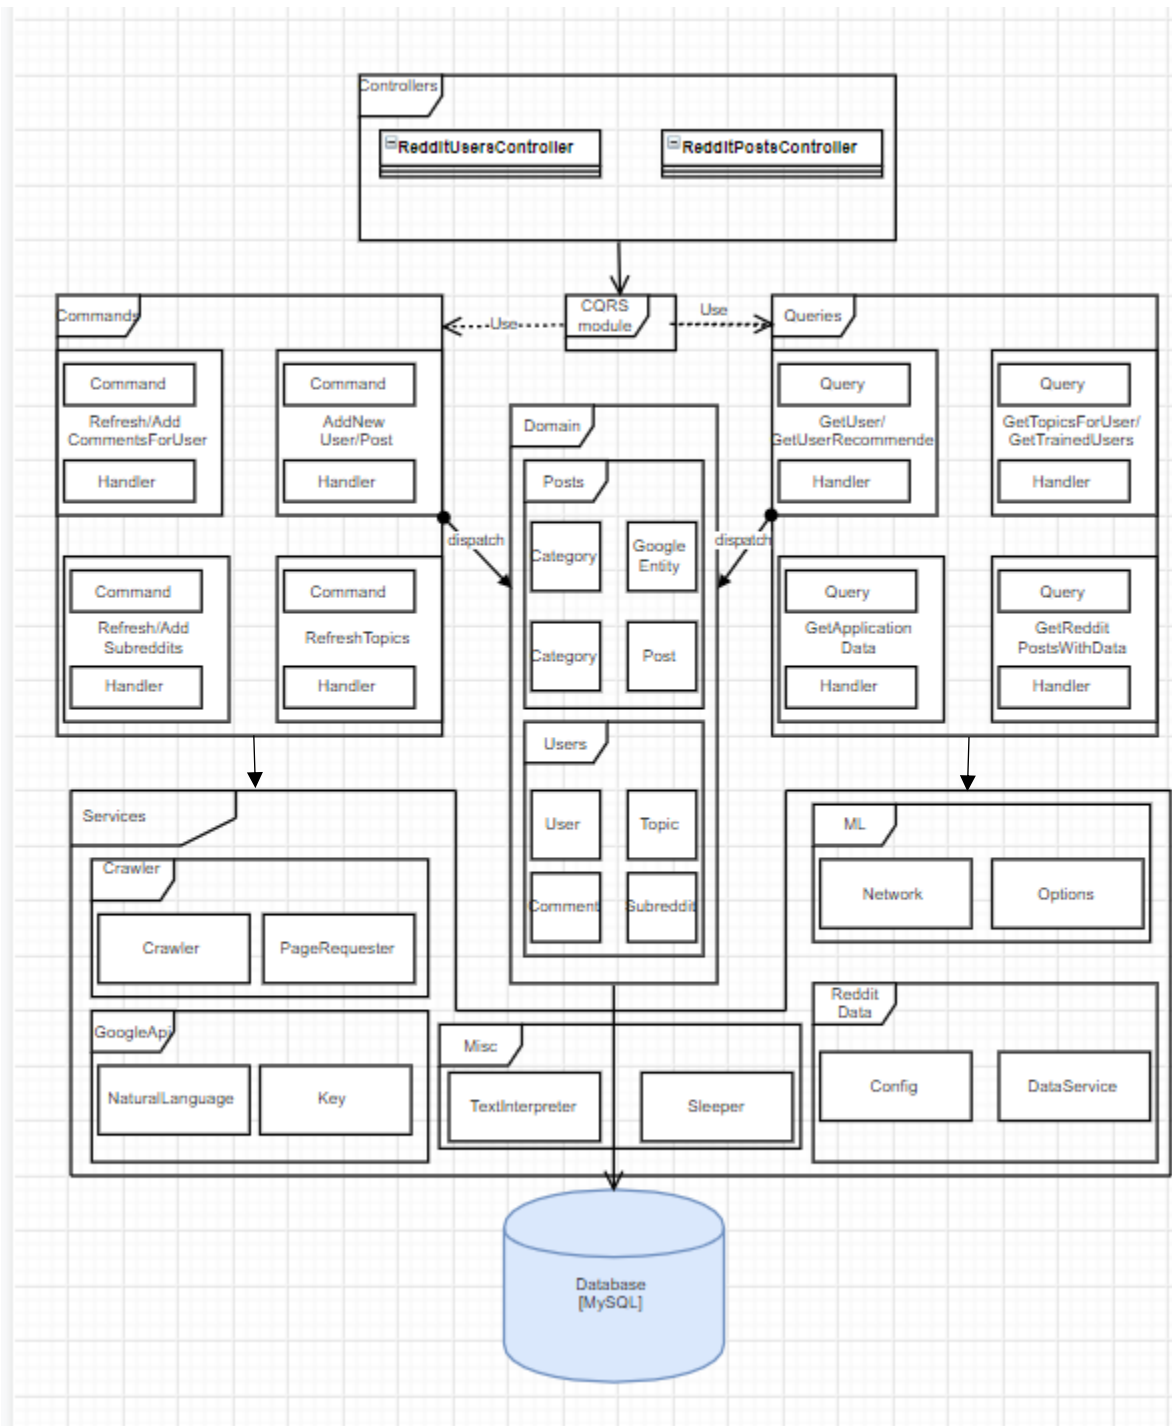 Controllers
RedditUsersController
RedditPostsController
Commands
Use
CQRS
module
Use
Queries
Command
Refresh/Add
CommentsForUser
Handler
Command
AddNew
User/Post
Handler
Command
Refresh/Add
Subreddits
Handler
Command
RefreshTopics
Handler
dispatch
Domain
Posts
Category
Google
Entity
Category
Post
Users
User
Topic
Comment
Subreddit
dispatch
Query
GetUser/
GetUserRecommende
Handler
Query
GetTopicsForUser/
GetTrainedUsers
Handler
Query
GetApplication
Data
Handler
Query
GetReddit
PostsWithData
Handler
Services
Crawler
Crawler
PageRequester
GoogleApi
NaturalLanguage
Key
Misc
TextInterpreter
Sleeper
ML
Network
Options
Reddit
Data
Config
DataService
Database
[MySQL]